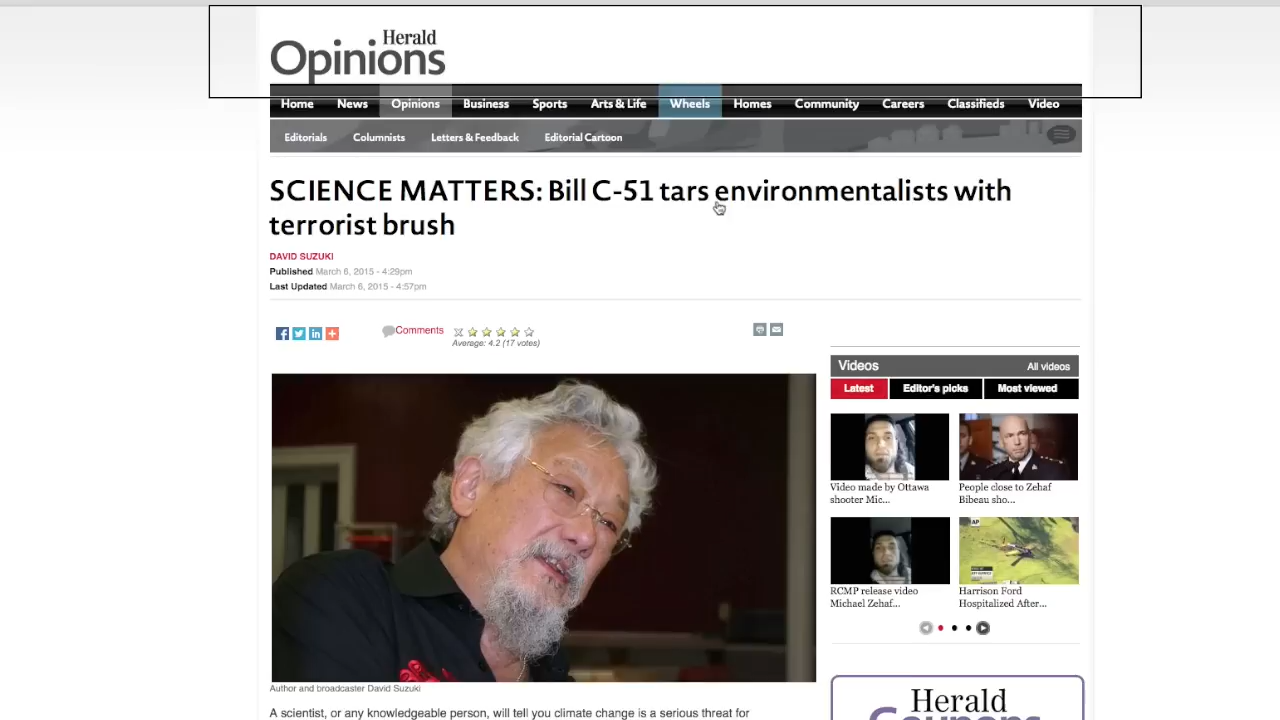 Herald
Opinions
Home News Opinions Business Sports Arts & Life Wheels Homes Community Careers Classifieds Video
Editorials Columnists Letters & Feedback Editorial Cartoon
SCIENCE MATTERS: Bill C-51 tars environmentalists with
terrorist brush
DAVID SUZUKI
Published March 6, 2015 - 4:29pm
Last Updated March 6, 2015 - 4:57pm
Comments
Average: 4.2 (17 votes)
Videos All videos
Latest Editor's picks Most viewed
Video made by Ottawa
shooter Mic...
People close to Zehaf
Bibeau sho...
AP
RCMP release video
Michael Zehaf...
Harrison Ford
Hospitalized After...
Author and broadcaster David Suzuki
A scientist, or any knowledgeable person, will tell you climate change is a serious threat for
Herald
Coupons